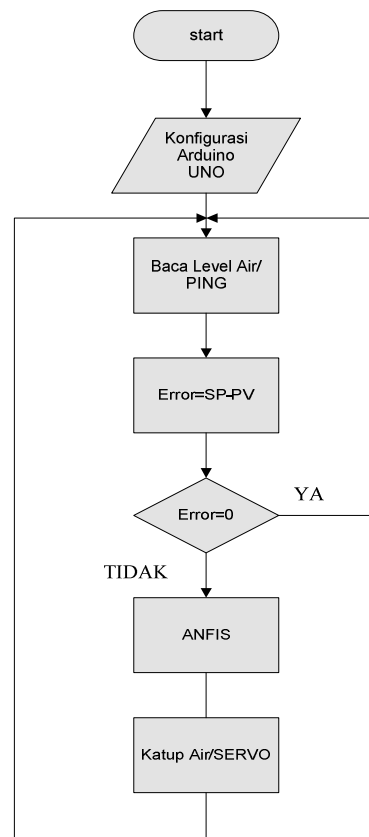 start
Konfigurasi
Arduino
UNO
Baca Level Air/
PING
Error=SP-PV
Error=0
YA
TIDAK
ANFIS
Katup Air/SERVO